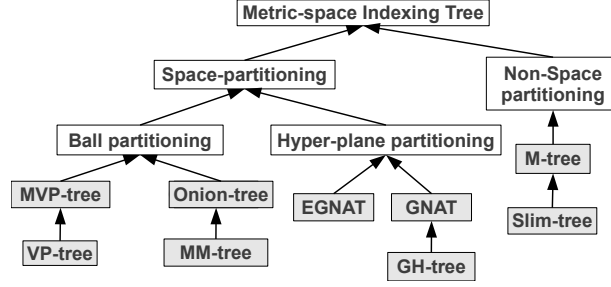 Metric-space Indexing Tree
Space-partitioning
Non-Space
partitioning
Ball partitioning
Hyper-plane partitioning
M-tree
MVP-tree
Onion-tree
EGNAT
GNAT
Slim-tree
VP-tree
MM-tree
GH-tree